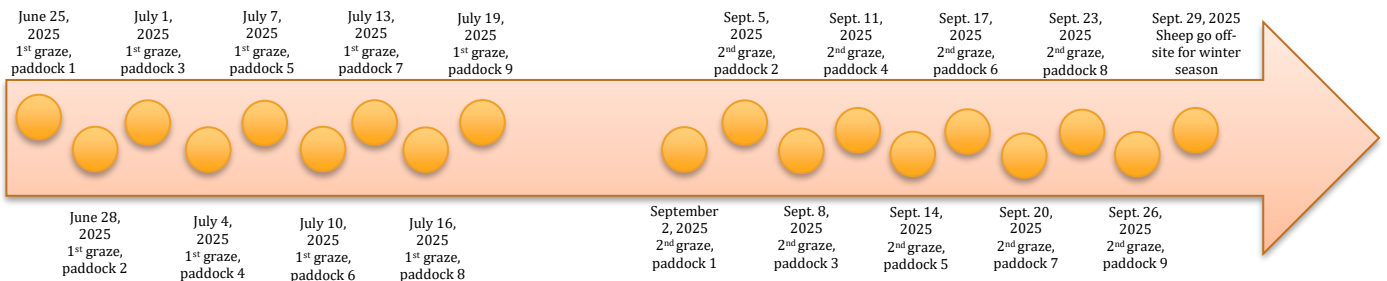 June 25,
2025
1st graze,
paddock 1
July 1,
2025
1st graze,
paddock 3
July 7,
2025
1st graze,
paddock 5
July 13,
2025
1st graze,
paddock 7
July 19,
2025
1st graze,
paddock 9
Sept. 5,
2025
2nd graze,
paddock 2
Sept. 11,
2025
2nd graze,
paddock 4
Sept. 17,
2025
2nd graze,
paddock 6
Sept. 23,
2025
2nd graze,
paddock 8
Sept. 29, 2025
Sheep go off-
site for winter
season
June 28,
2025
1st graze,
paddock 2
July 4,
2025
1st graze,
paddock 4
July 10,
2025
1st graze,
paddock 6
July 16,
2025
1st graze,
paddock 8
September
2, 2025
2nd graze,
paddock 1
Sept. 8,
2025
2nd graze,
paddock 3
Sept. 14,
2025
2nd graze,
paddock 5
Sept. 20,
2025
2nd graze,
paddock 7
Sept. 26,
2025
2nd graze,
paddock 9